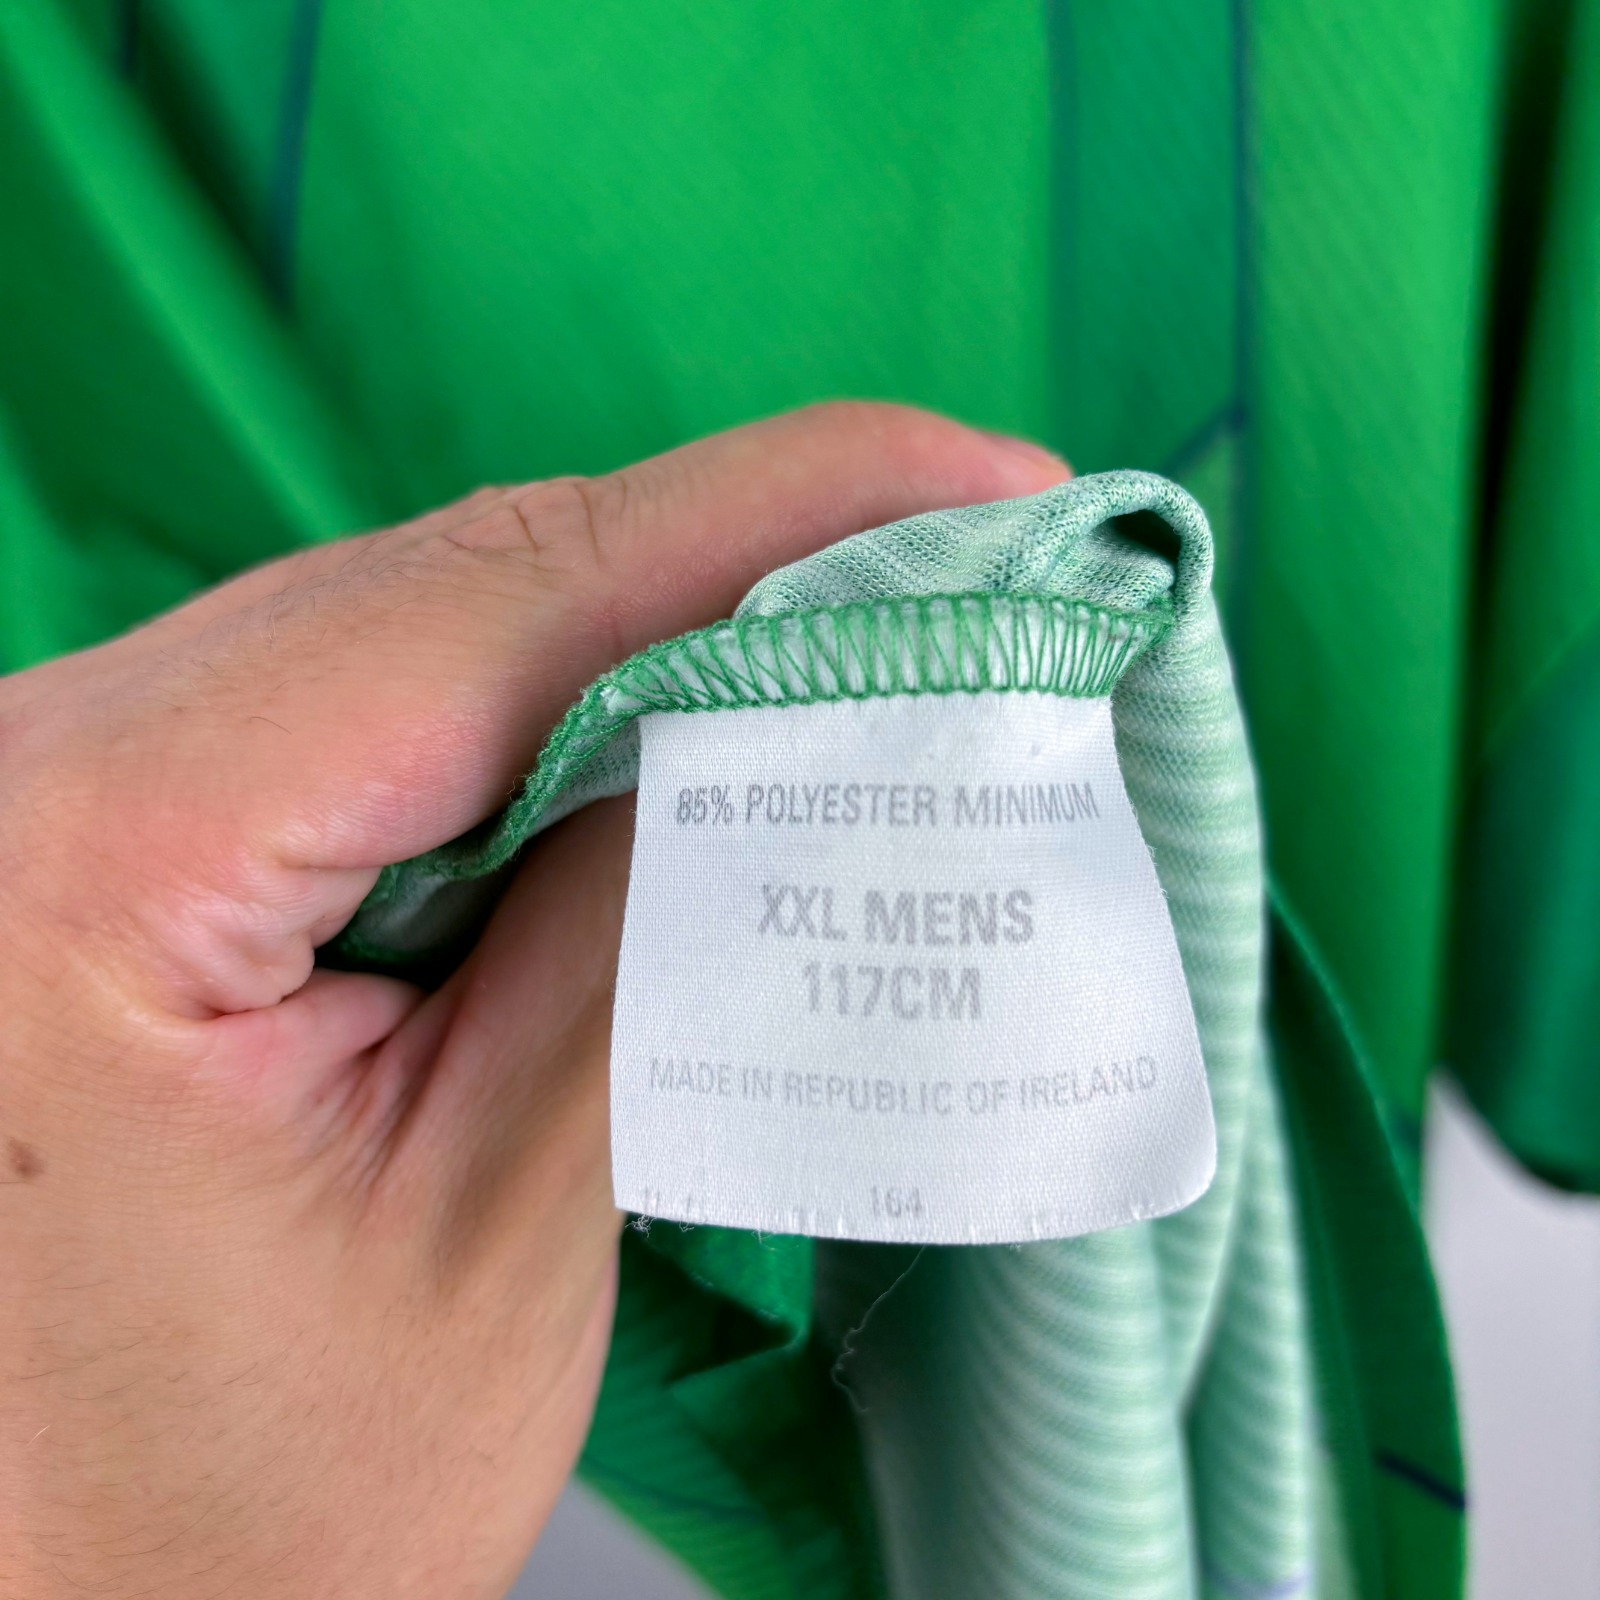 85% POLYESTER MINIMUM
XXL MENS
117CM
MADE IN REPUBLIC OF IRELAND
164